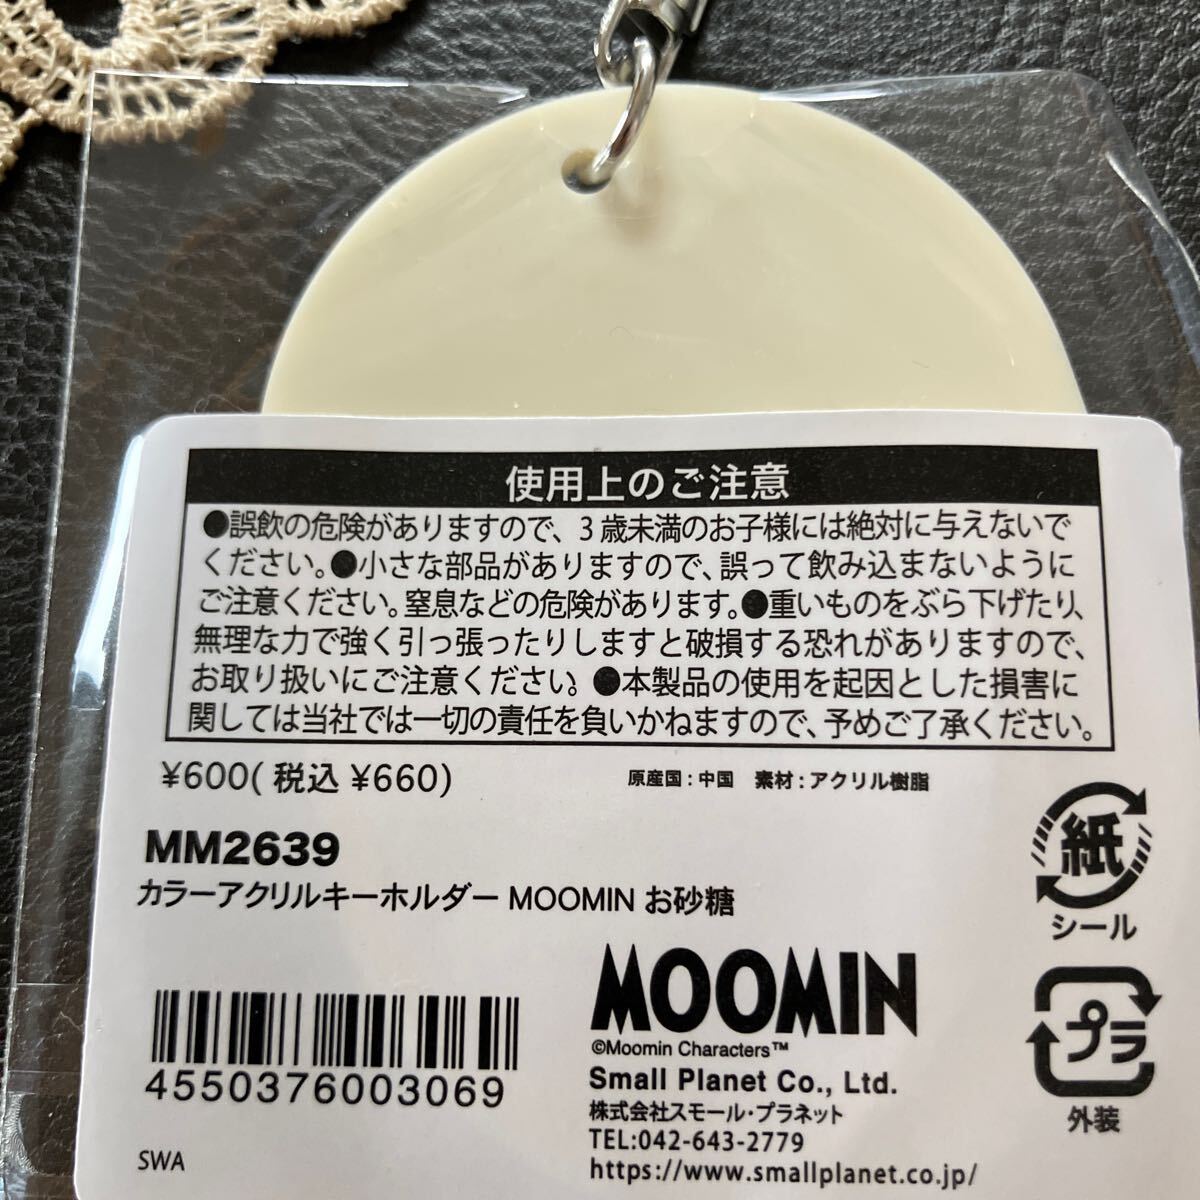 使用上のご注意
●誤飲の危険がありますので、3歳未満のお子様には絶対に与えないで
ください。●小さな部品がありますので、誤って飲み込まないように
ご注意ください。窒息などの危険があります。●重いものをぶら下げたり、
無理な力で強く引っ張ったりしますと破損する恐れがありますので、
お取り扱いにご注意ください。●本製品の使用を起因とした損害に
関しては当社では一切の責任を負いかねますので、予めご了承ください。
¥600(税込 ¥660)
原産国：中国 素材：アクリル樹脂
MM2639
カラーアクリルキーホルダー MOOMIN お砂糖
紙
シール
MOOMIN
©Moomin Characters™
Small Planet Co., Ltd.
株式会社スモール・プラネット
TEL:042-643-2779
https://www.smallplanet.co.jp/
プラ
外装
4550376003069
SWA